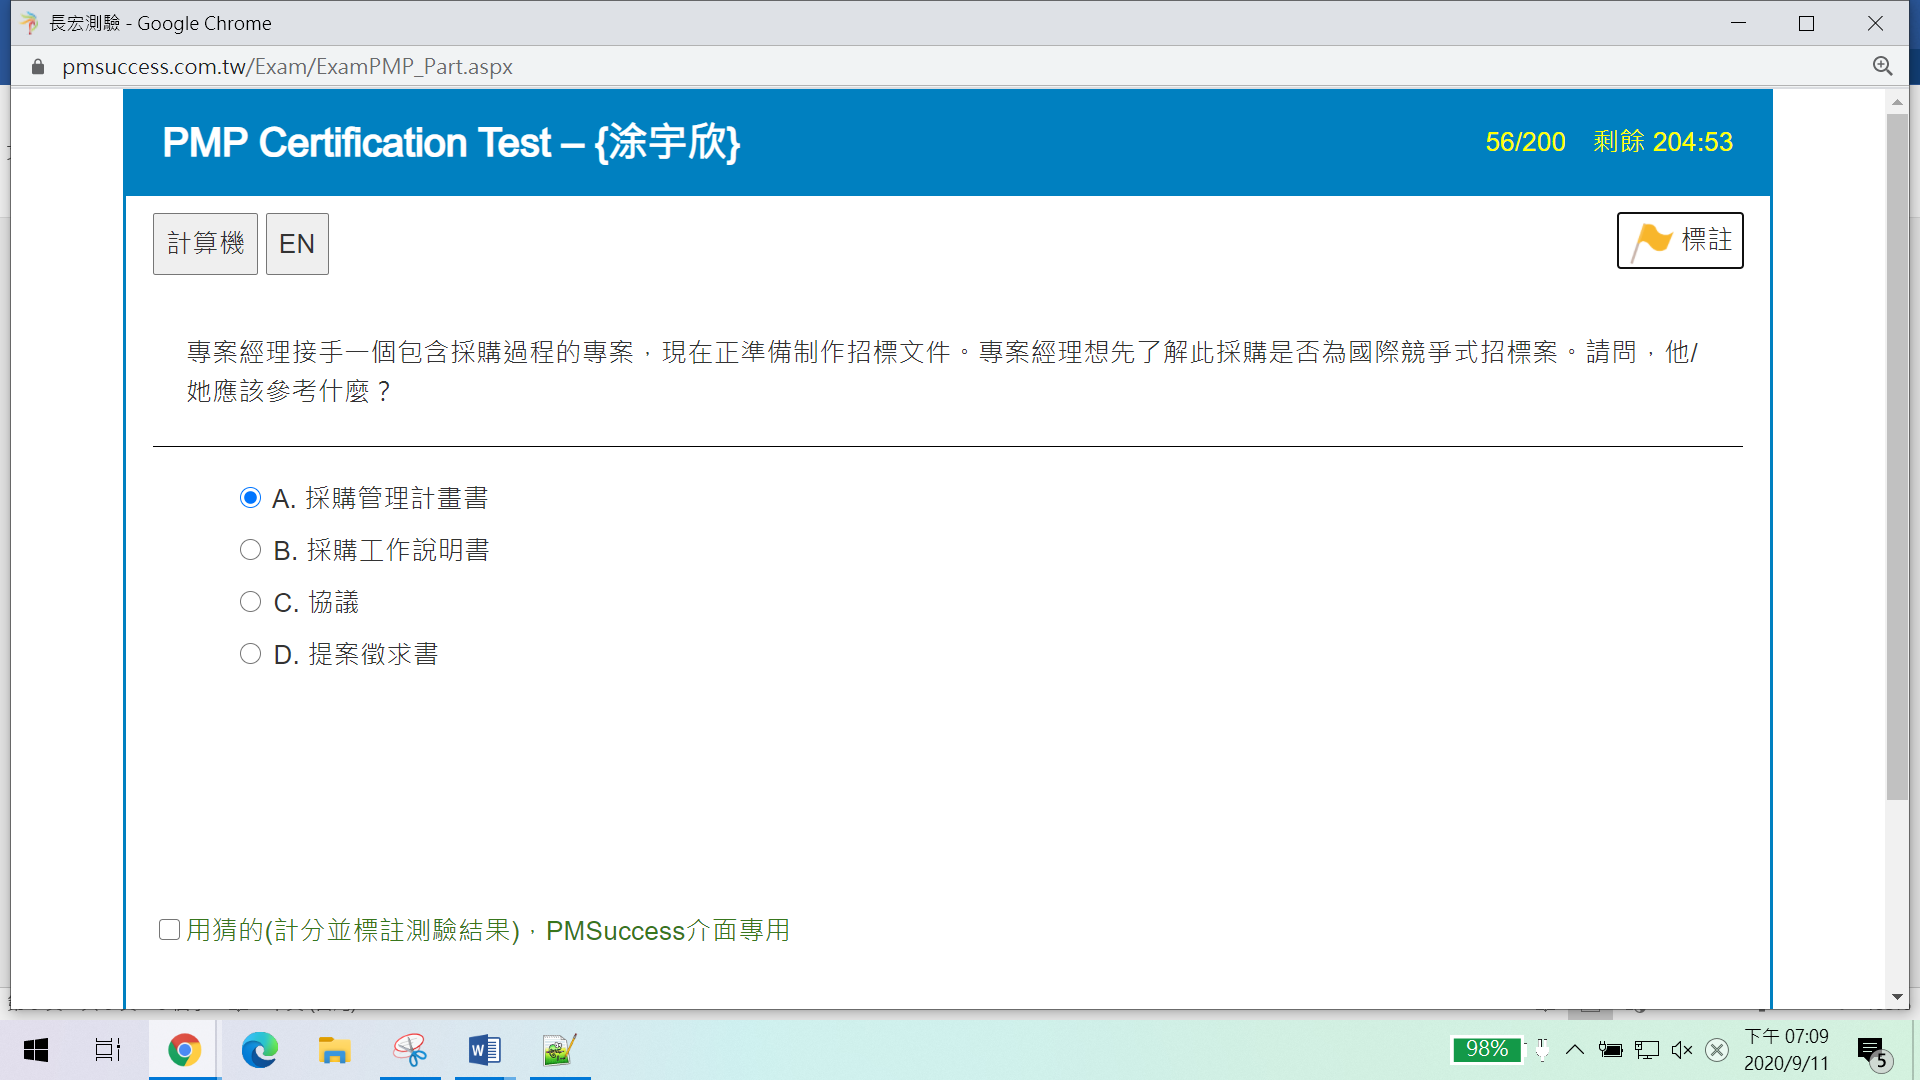 長宏測驗 - Google Chrome
pmsuccess.com.tw/Exam/ExamPMP_Part.aspx
PMP Certification Test – {涂宇欣}
56/200 剩餘 204:53
計算機 EN 標註
專案經理接手一個包含採購過程的專案，現在正準備制作招標文件。專案經理想先了解此採購是否為國際競爭式招標案。請問，他/
她應該參考什麼？
A. 採購管理計畫書
B. 採購工作說明書
C. 協議
D. 提案徵求書
用猜的(計分並標註測驗結果)，PMSuccess介面專用
98%
下午 07:09
2020/9/11
5